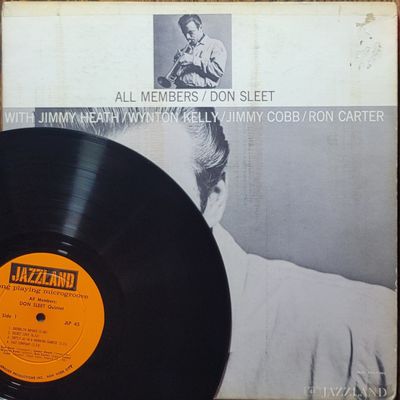 ALL MEMBERS / DON SLEET
WITH JIMMY HEATH / WYNTON KELLY / JIMMY COBB / RON CARTER
JAZZLAND
long playing microgroove
All Members:
DON SLEET Quintet
Side 1
JLP 45
JAZZLAND